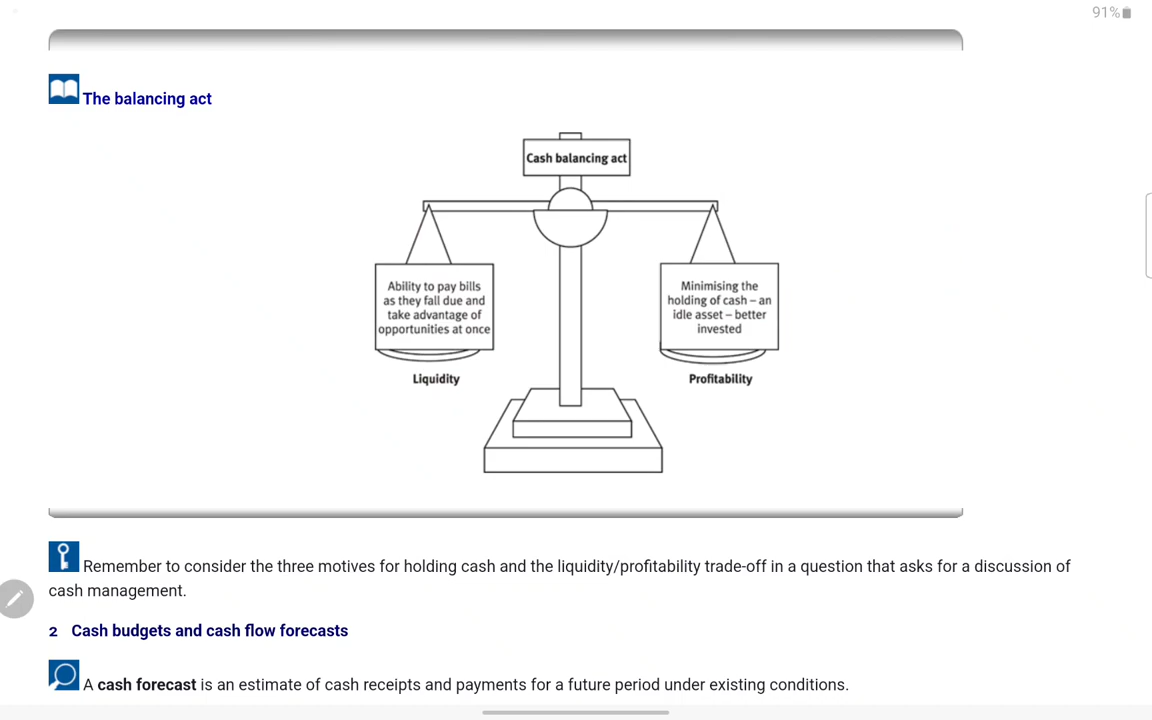 91%
The balancing act
Cash balancing act
Ability to pay bills
as they fall due and
take advantage of
opportunities at once
Minimising the
holding of cash – an
idle asset – better
invested
Liquidity
Profitability
Remember to consider the three motives for holding cash and the liquidity/profitability trade-off in a question that asks for a discussion of
cash management.
2 Cash budgets and cash flow forecasts
A cash forecast is an estimate of cash receipts and payments for a future period under existing conditions.